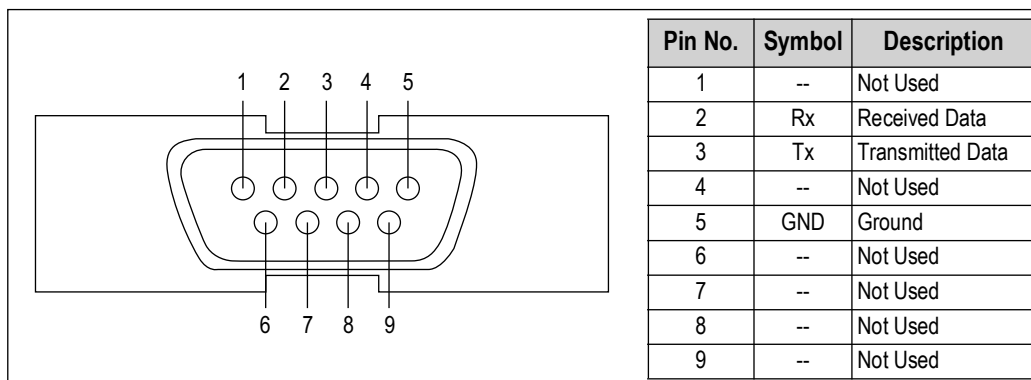 1 2 3 4 5
6 7 8 9
Pin No. Symbol Description
1 -- Not Used
2 Rx Received Data
3 Tx Transmitted Data
4 -- Not Used
5 GND Ground
6 -- Not Used
7 -- Not Used
8 -- Not Used
9 -- Not Used